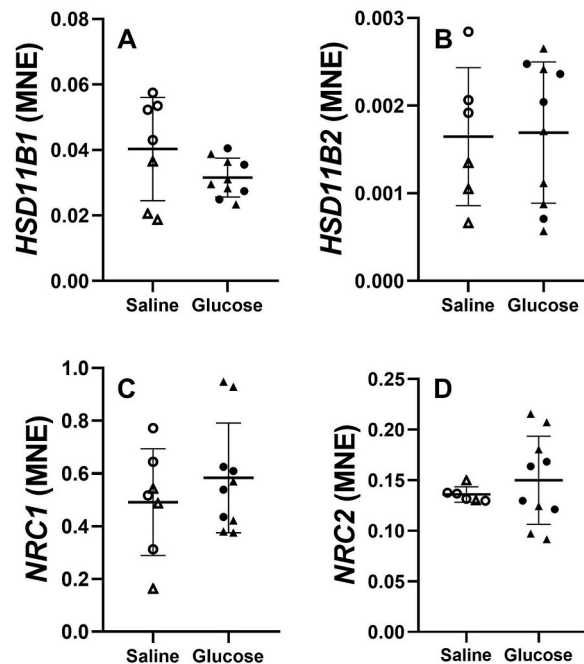 A
HSD11B1 (MNE)
0.08
0.06
0.04
0.02
0.00
Saline Glucose
B
HSD11B2 (MNE)
0.003
0.002
0.001
0.000
Saline Glucose
C
NRC1 (MNE)
1.0
0.8
0.6
0.4
0.2
0.0
Saline Glucose
D
NRC2 (MNE)
0.25
0.20
0.15
0.10
0.05
0.00
Saline Glucose